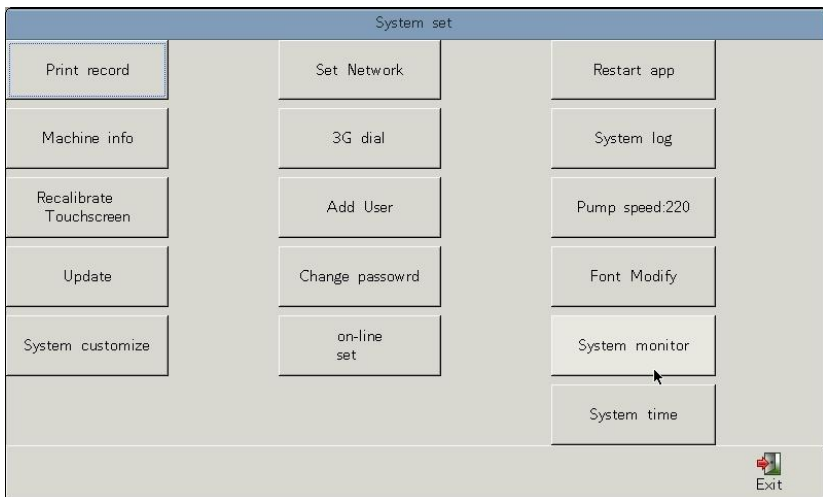 System set
Print record
Set Network
Restart app
Machine info
3G dial
System log
Recalibrate
Touchscreen
Add User
Pump speed:220
Update
Change passowrd
Font Modify
System customize
on-line
set
System monitor
System time
Exit